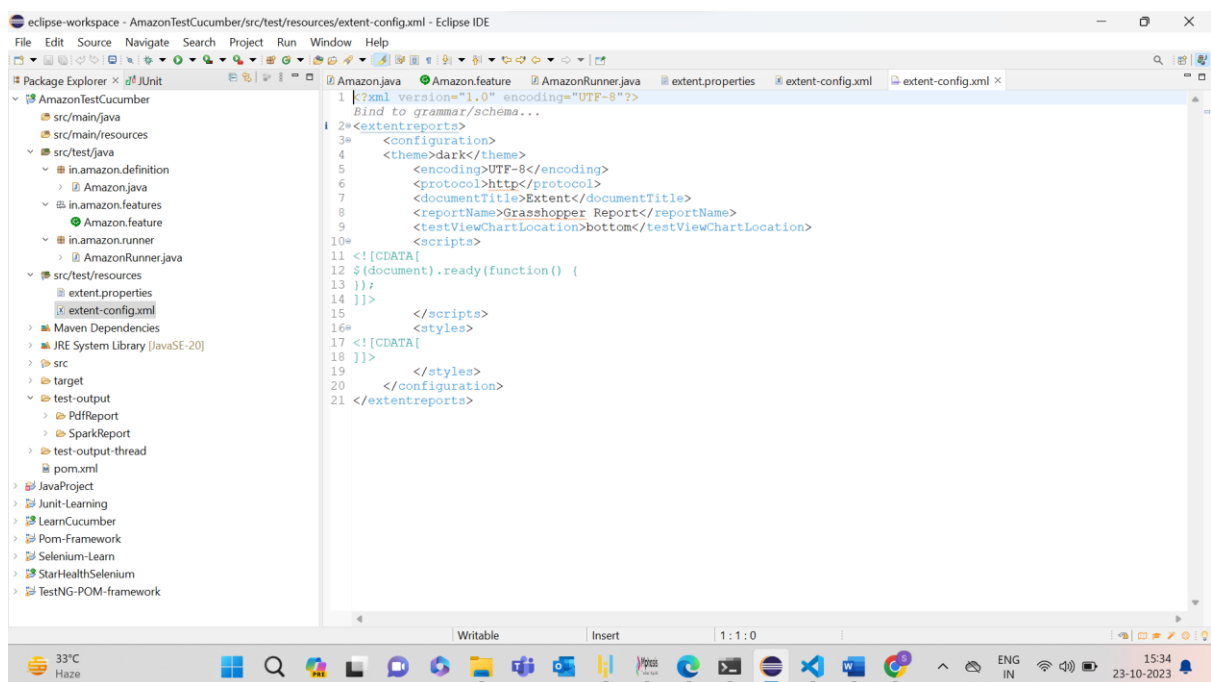 eclipse-workspace - AmazonTestCucumber/src/test/resources/extent-config.xml - Eclipse IDE
File Edit Source Navigate Search Project Run Window Help
Package Explorer × JUnit
Amazon.java Amazon.feature AmazonRunner.java extent.properties extent-config.xml extent-config.xml ×
AmazonTestCucumber
src/main/java
src/main/resources
src/test/java
in.amazon.definition
Amazon.java
in.amazon.features
Amazon.feature
in.amazon.runner
AmazonRunner.java
src/test/resources
extent.properties
extent-config.xml
Maven Dependencies
JRE System Library [JavaSE-20]
src
target
test-output
PdfReport
SparkReport
test-output-thread
pom.xml
JavaProject
Junit-Learning
LearnCucumber
Pom-Framework
Selenium-Learn
StarHealthSelenium
TestNG-POM-framework
1 <?xml version="1.0" encoding="UTF-8"?>
Bind to grammar/schema...
2 <extentreports>
3 <configuration>
4 <theme>dark</theme>
5 <encoding>UTF-8</encoding>
6 <protocol>http</protocol>
7 <documentTitle>Extent</documentTitle>
8 <reportName>Grasshopper Report</reportName>
9 <testViewChartLocation>bottom</testViewChartLocation>
10 <scripts>
11 <![CDATA[
12 $(document).ready(function() {
13 });
14 ]]>
15 </scripts>
16 <styles>
17 <![CDATA[
18 ]]>
19 </styles>
20 </configuration>
21 </extentreports>
Writable Insert 1:1:0
33°C
Haze
PRE
ENG
IN
15:34
23-10-2023